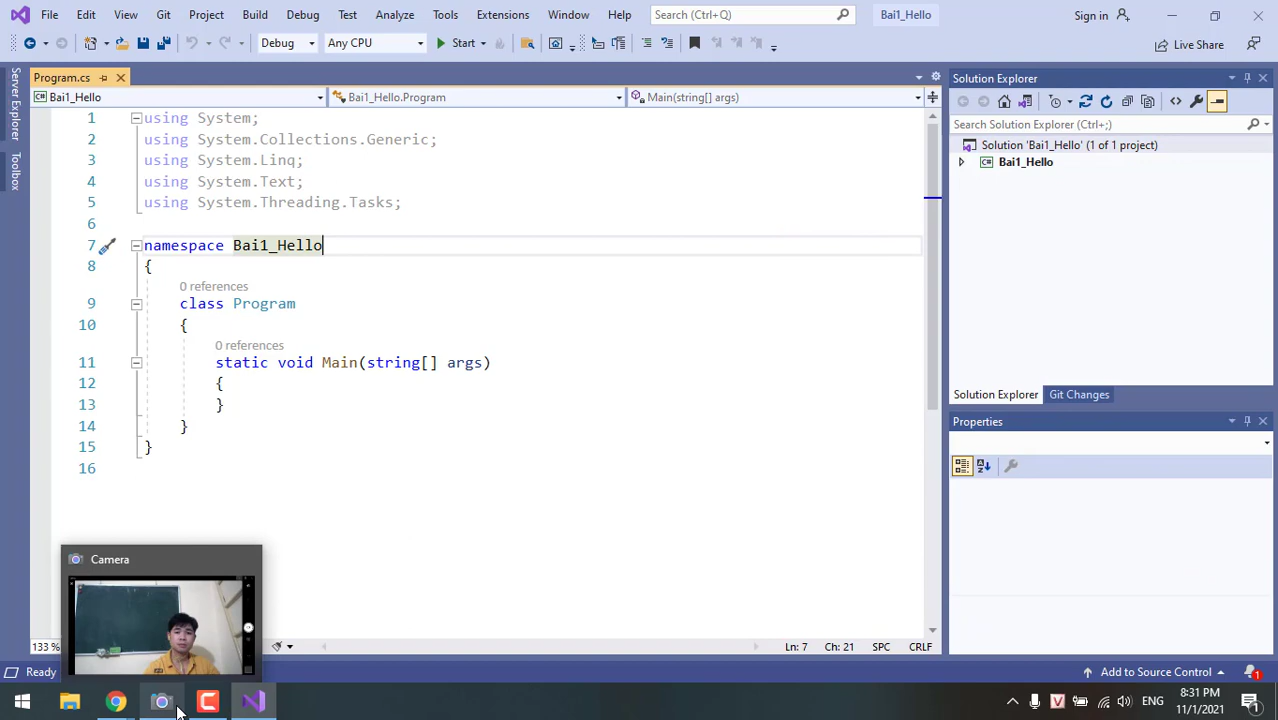 File Edit View Git Project Build Debug Test Analyze Tools Extensions Window Help Search (Ctrl+Q) Bai1_Hello Sign in
Debug Any CPU Start Live Share
Server Explorer
Toolbox
Program.cs
Bai1_Hello Bai1_Hello.Program Main(string[] args)
1 using System;
2 using System.Collections.Generic;
3 using System.Linq;
4 using System.Text;
5 using System.Threading.Tasks;
6
7 namespace Bai1_Hello
8 {
0 references
9 class Program
10 {
0 references
11 static void Main(string[] args)
12 {
13 }
14 }
15 }
16
Solution Explorer
Search Solution Explorer (Ctrl+;)
Solution 'Bai1_Hello' (1 of 1 project)
Bai1_Hello
Solution Explorer Git Changes
Properties
Camera
133 % Ln: 7 Ch: 21 SPC CRLF
Ready Add to Source Control 1
V ENG 8:31 PM
11/1/2021 1